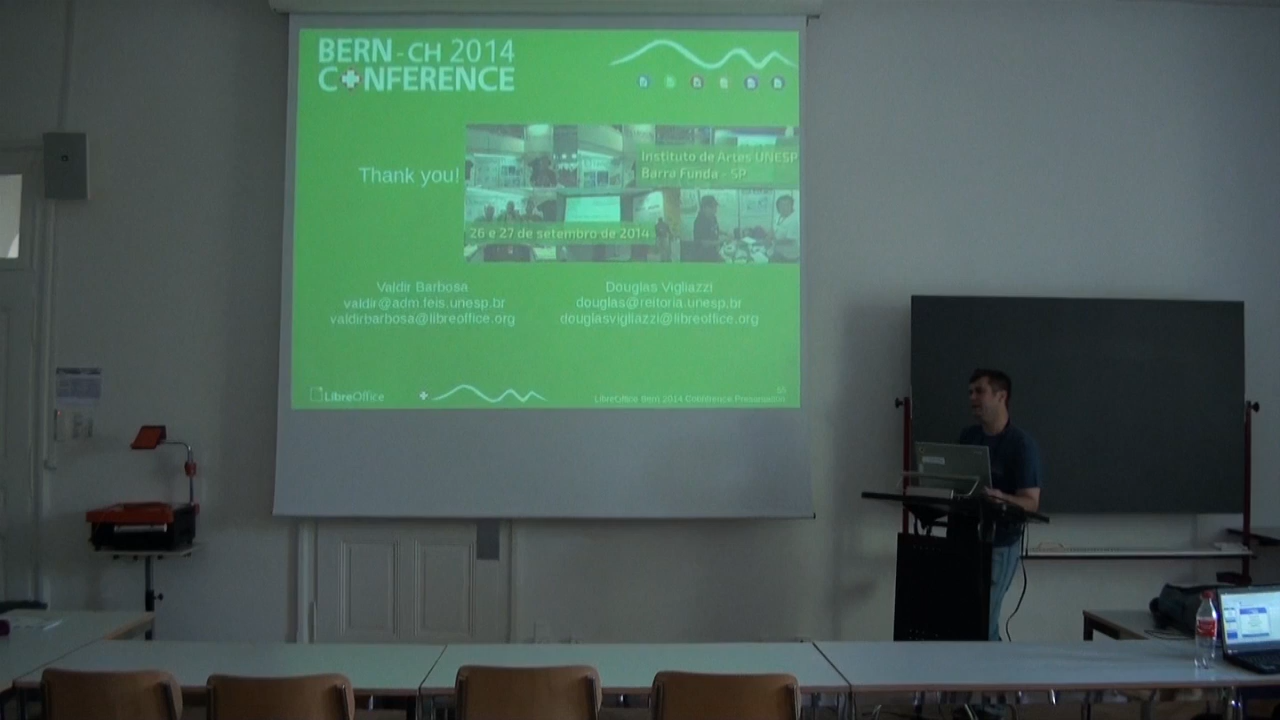 BERN - CH 2014
CONFERENCE
Thank you!
Instituto de Artes UNESP
Barra Funda - SP
26 e 27 de setembro de 2014
Valdir Barbosa
valdir@adm.feis.unesp.br
valdirbarbosa@libreoffice.org
Douglas Vigliazzi
douglas@reitoria.unesp.br
douglasvigliazzi@libreoffice.org
LibreOffice
LibreOffice Bern 2014 Conference Presentation